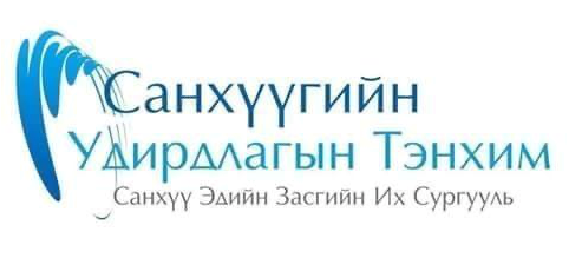 Санхүүгийн
Удирдлагын Тэнхим
Санхүү Эдийн Засгийн Их Сургууль